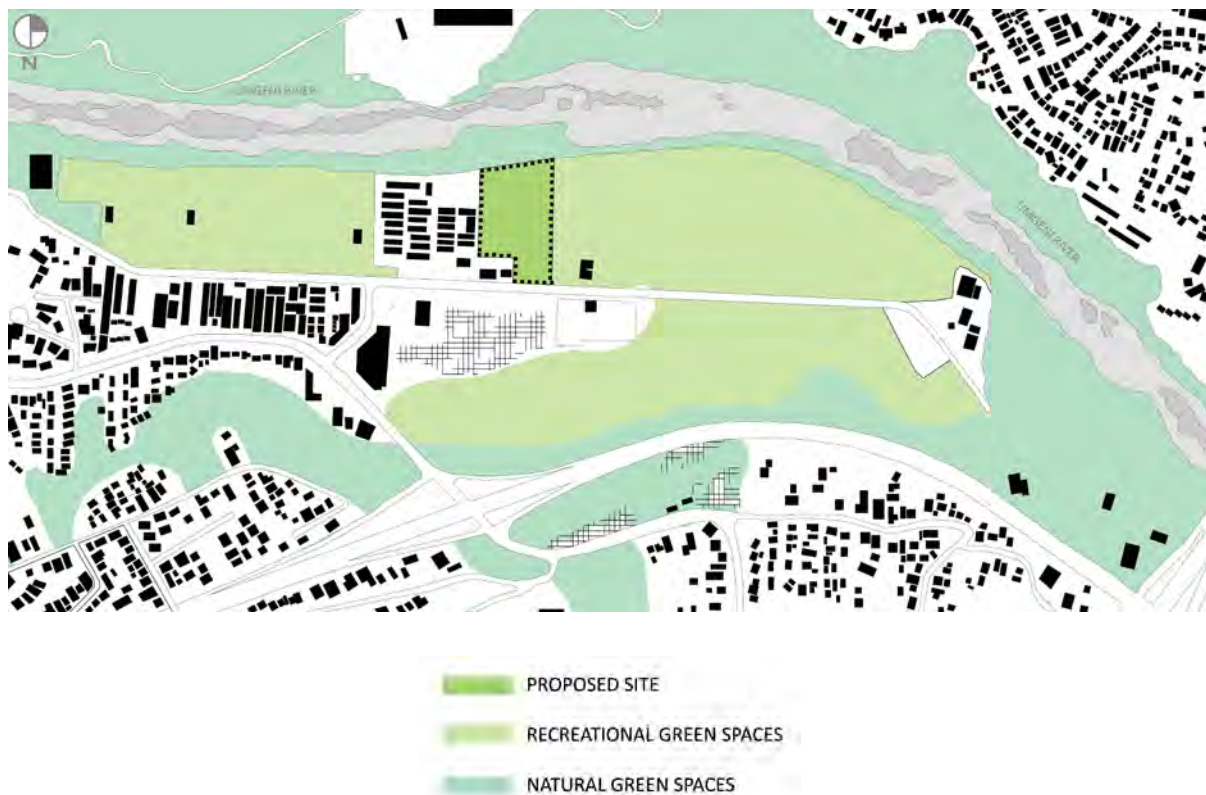 N
UMGENI RIVER
UMGENI RIVER
PROPOSED SITE
RECREATIONAL GREEN SPACES
NATURAL GREEN SPACES